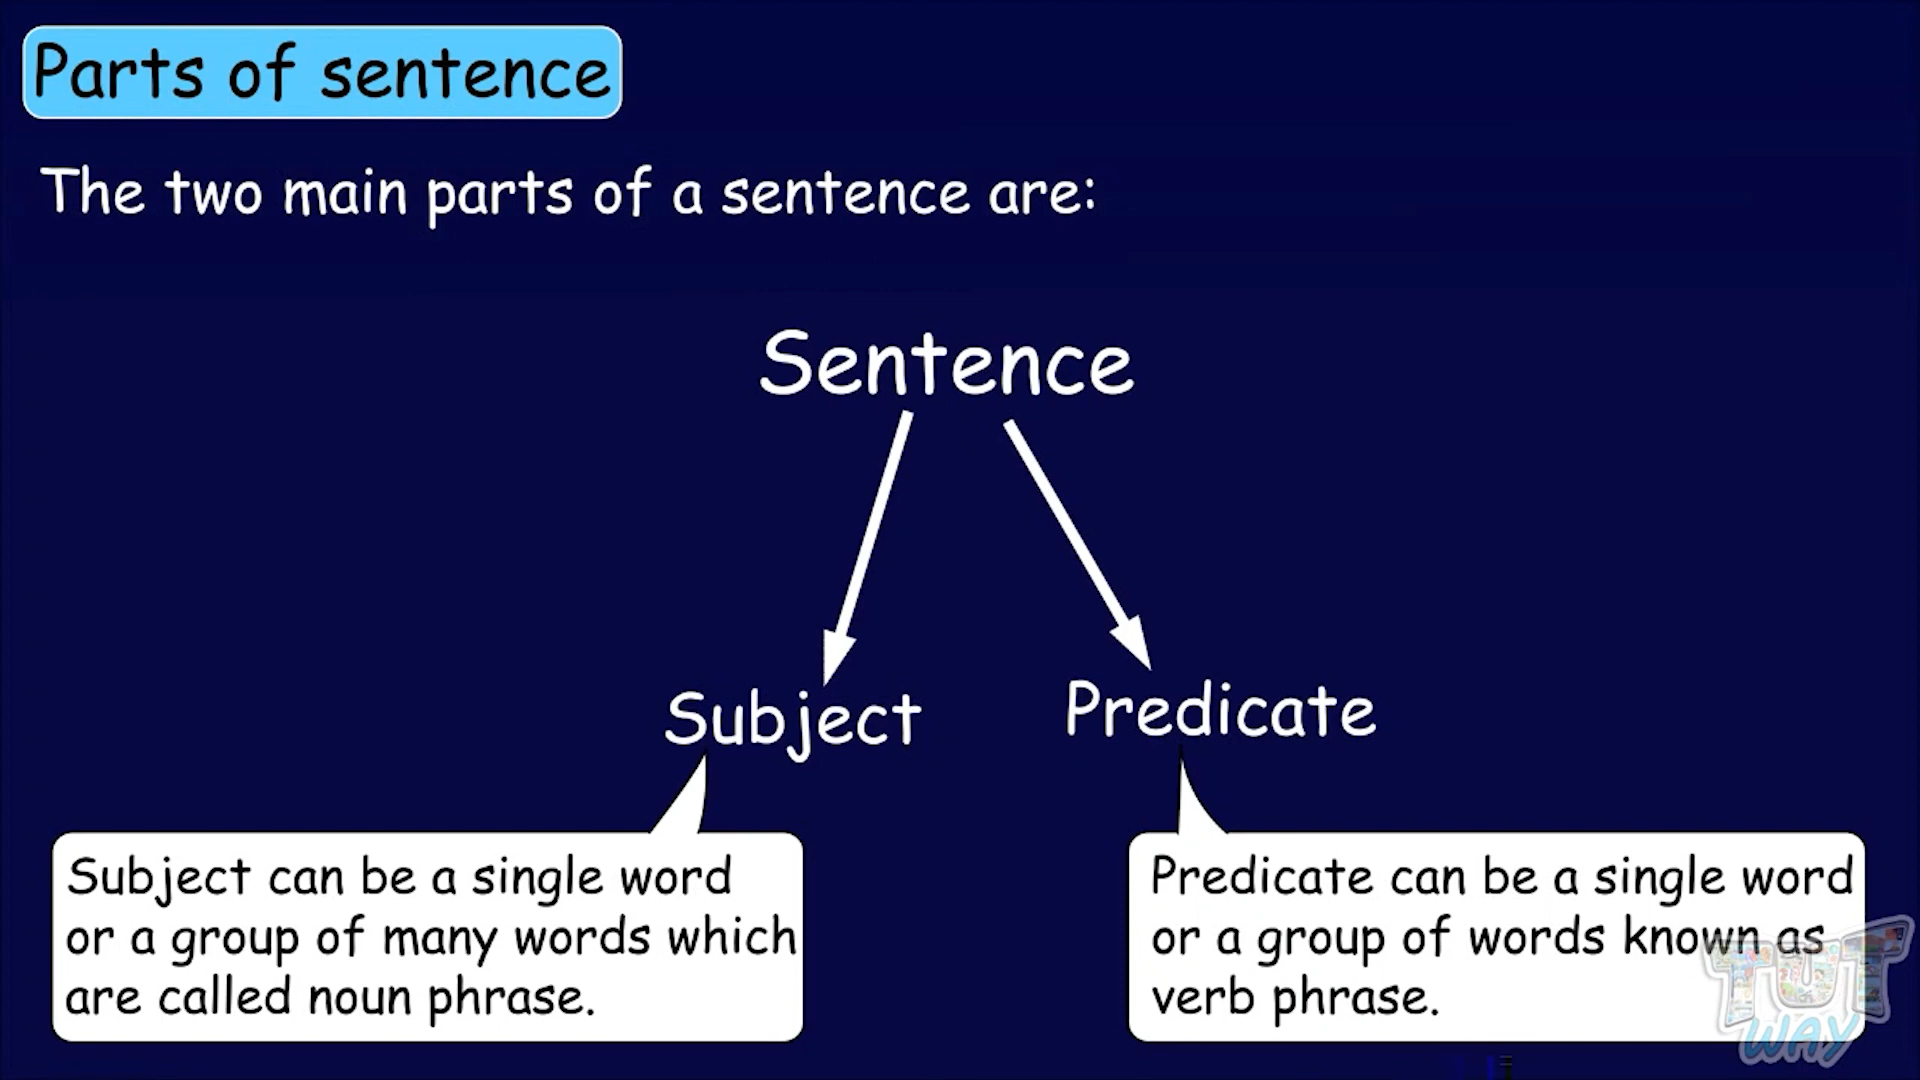 Parts of sentence
The two main parts of a sentence are:
Sentence
Subject
Predicate
Subject can be a single word
or a group of many words which
are called noun phrase.
Predicate can be a single word
or a group of words known as
verb phrase.
TUT
WAY